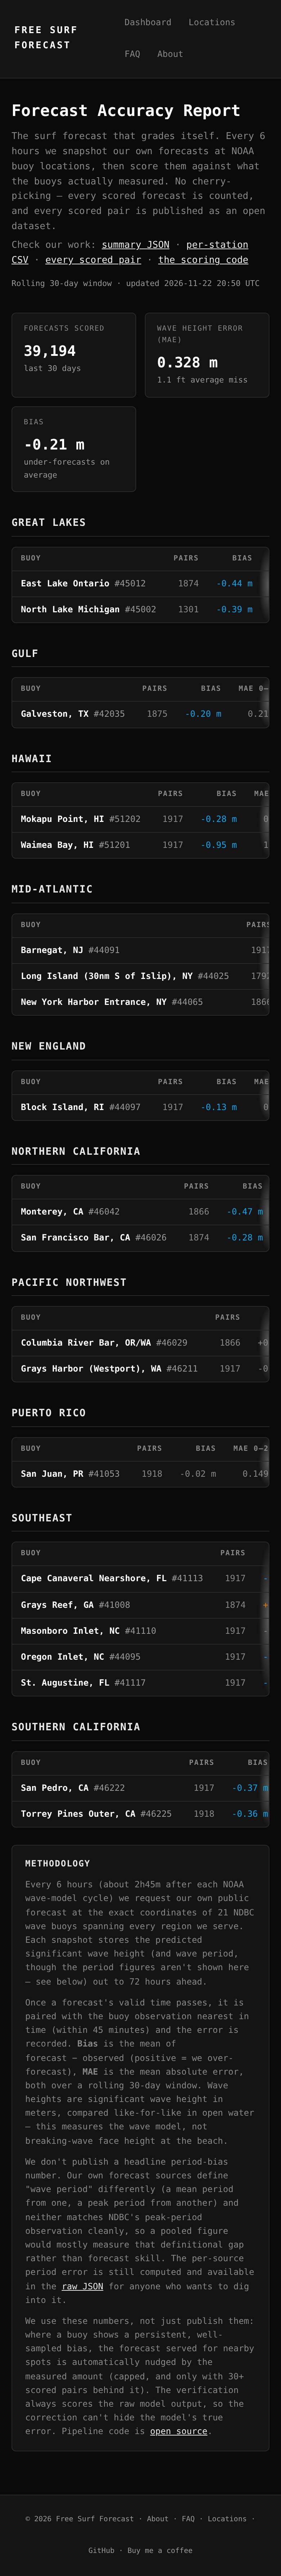 FREE SURF
FORECAST
Dashboard Locations
FAQ About
Forecast Accuracy Report
The surf forecast that grades itself. Every 6
hours we snapshot our own forecasts at NOAA
buoy locations, then score them against what
the buoys actually measured. No cherry-
picking — every scored forecast is counted,
and every scored pair is published as an open
dataset.
Check our work: summary JSON · per-station
CSV · every scored pair · the scoring code
Rolling 30-day window · updated 2026-11-22 20:50 UTC
FORECASTS SCORED
39,194
last 30 days
WAVE HEIGHT ERROR
(MAE)
0.328 m
1.1 ft average miss
BIAS
-0.21 m
under-forecasts on
average
GREAT LAKES
BUOY PAIRS BIAS
East Lake Ontario #45012 1874 -0.44 m
North Lake Michigan #45002 1301 -0.39 m
GULF
BUOY PAIRS BIAS MAE 0–
Galveston, TX #42035 1875 -0.20 m 0.21
HAWAII
BUOY PAIRS BIAS MAE
Mokapu Point, HI #51202 1917 -0.28 m 0
Waimea Bay, HI #51201 1917 -0.95 m 1
MID-ATLANTIC
BUOY PAIRS
Barnegat, NJ #44091 1917
Long Island (30nm S of Islip), NY #44025 179
New York Harbor Entrance, NY #44065 1866
NEW ENGLAND
BUOY PAIRS BIAS MAE
Block Island, RI #44097 1917 -0.13 m 0
NORTHERN CALIFORNIA
BUOY PAIRS BIAS
Monterey, CA #46042 1866 -0.47 m
San Francisco Bar, CA #46026 1874 -0.28 m
PACIFIC NORTHWEST
BUOY PAIRS
Columbia River Bar, OR/WA #46029 1866 +0
Grays Harbor (Westport), WA #46211 1917 -0
PUERTO RICO
BUOY PAIRS BIAS MAE 0–2
San Juan, PR #41053 1918 -0.02 m 0.149
SOUTHEAST
BUOY PAIRS
Cape Canaveral Nearshore, FL #41113 1917 -
Grays Reef, GA #41008 1874 +
Masonboro Inlet, NC #41110 1917 -
Oregon Inlet, NC #44095 1917 -
St. Augustine, FL #41117 1917 -
SOUTHERN CALIFORNIA
BUOY PAIRS BIAS
San Pedro, CA #46222 1917 -0.37 m
Torrey Pines Outer, CA #46225 1918 -0.36 m
METHODOLOGY
Every 6 hours (about 2h45m after each NOAA
wave-model cycle) we request our own public
forecast at the exact coordinates of 21 NDBC
wave buoys spanning every region we serve.
Each snapshot stores the predicted
significant wave height (and wave period,
though the period figures aren't shown here
— see below) out to 72 hours ahead.
Once a forecast's valid time passes, it is
paired with the buoy observation nearest in
time (within 45 minutes) and the error is
recorded. Bias is the mean of
forecast − observed (positive = we over-
forecast), MAE is the mean absolute error,
both over a rolling 30-day window. Wave
heights are significant wave height in
meters, compared like-for-like in open water
— this measures the wave model, not
breaking-wave face height at the beach.
We don't publish a headline period-bias
number. Our own forecast sources define
"wave period" differently (a mean period
from one, a peak period from another) and
neither matches NDBC's peak-period
observation cleanly, so a pooled figure
would mostly measure that definitional gap
rather than forecast skill. The per-source
period error is still computed and available
in the raw JSON for anyone who wants to dig
into it.
We use these numbers, not just publish them:
where a buoy shows a persistent, well-
sampled bias, the forecast served for nearby
spots is automatically nudged by the
measured amount (capped, and only with 30+
scored pairs behind it). The verification
always scores the raw model output, so the
correction can't hide the model's true
error. Pipeline code is open source.
© 2026 Free Surf Forecast · About · FAQ · Locations ·
GitHub · Buy me a coffee